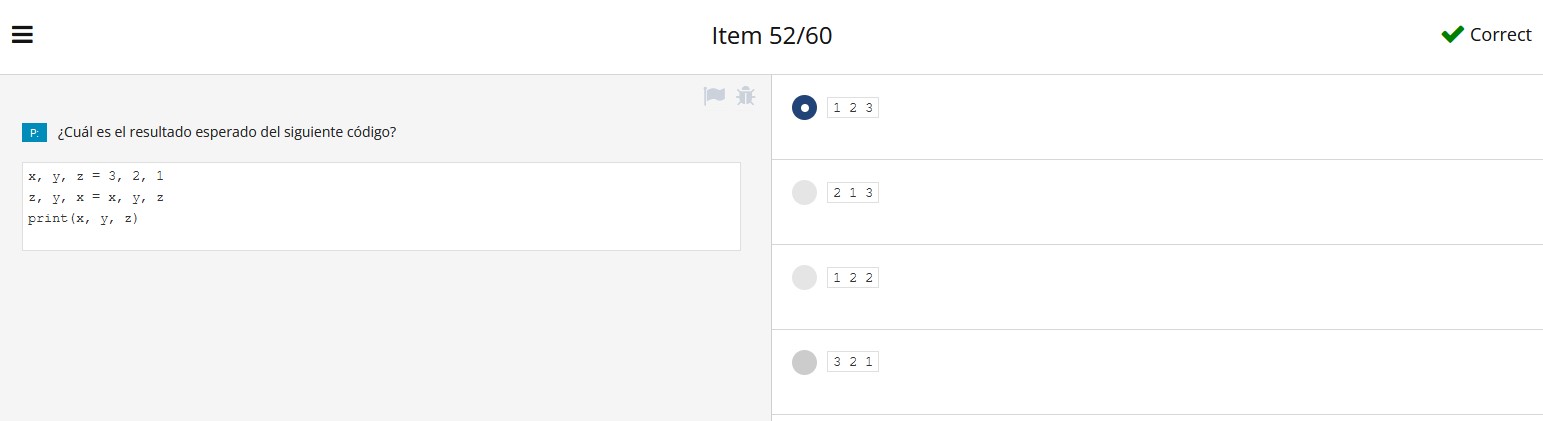 Item 52/60
Correct
P: ¿Cuál es el resultado esperado del siguiente código?
x, y, z = 3, 2, 1
z, y, x = x, y, z
print(x, y, z)
1 2 3
2 1 3
1 2 2
3 2 1